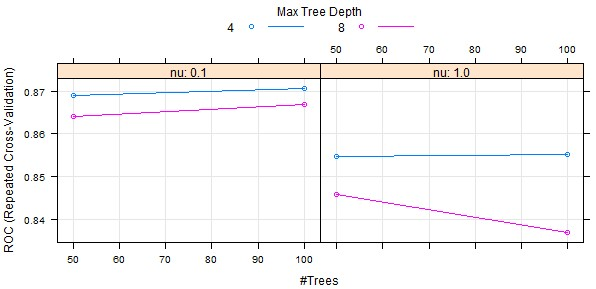 Max Tree Depth
4 8
50 60 70 80 90 100
nu: 0.1 nu: 1.0
0.87
0.86
0.85
0.84
ROC (Repeated Cross-Validation)
50 60 70 80 90 100
#Trees